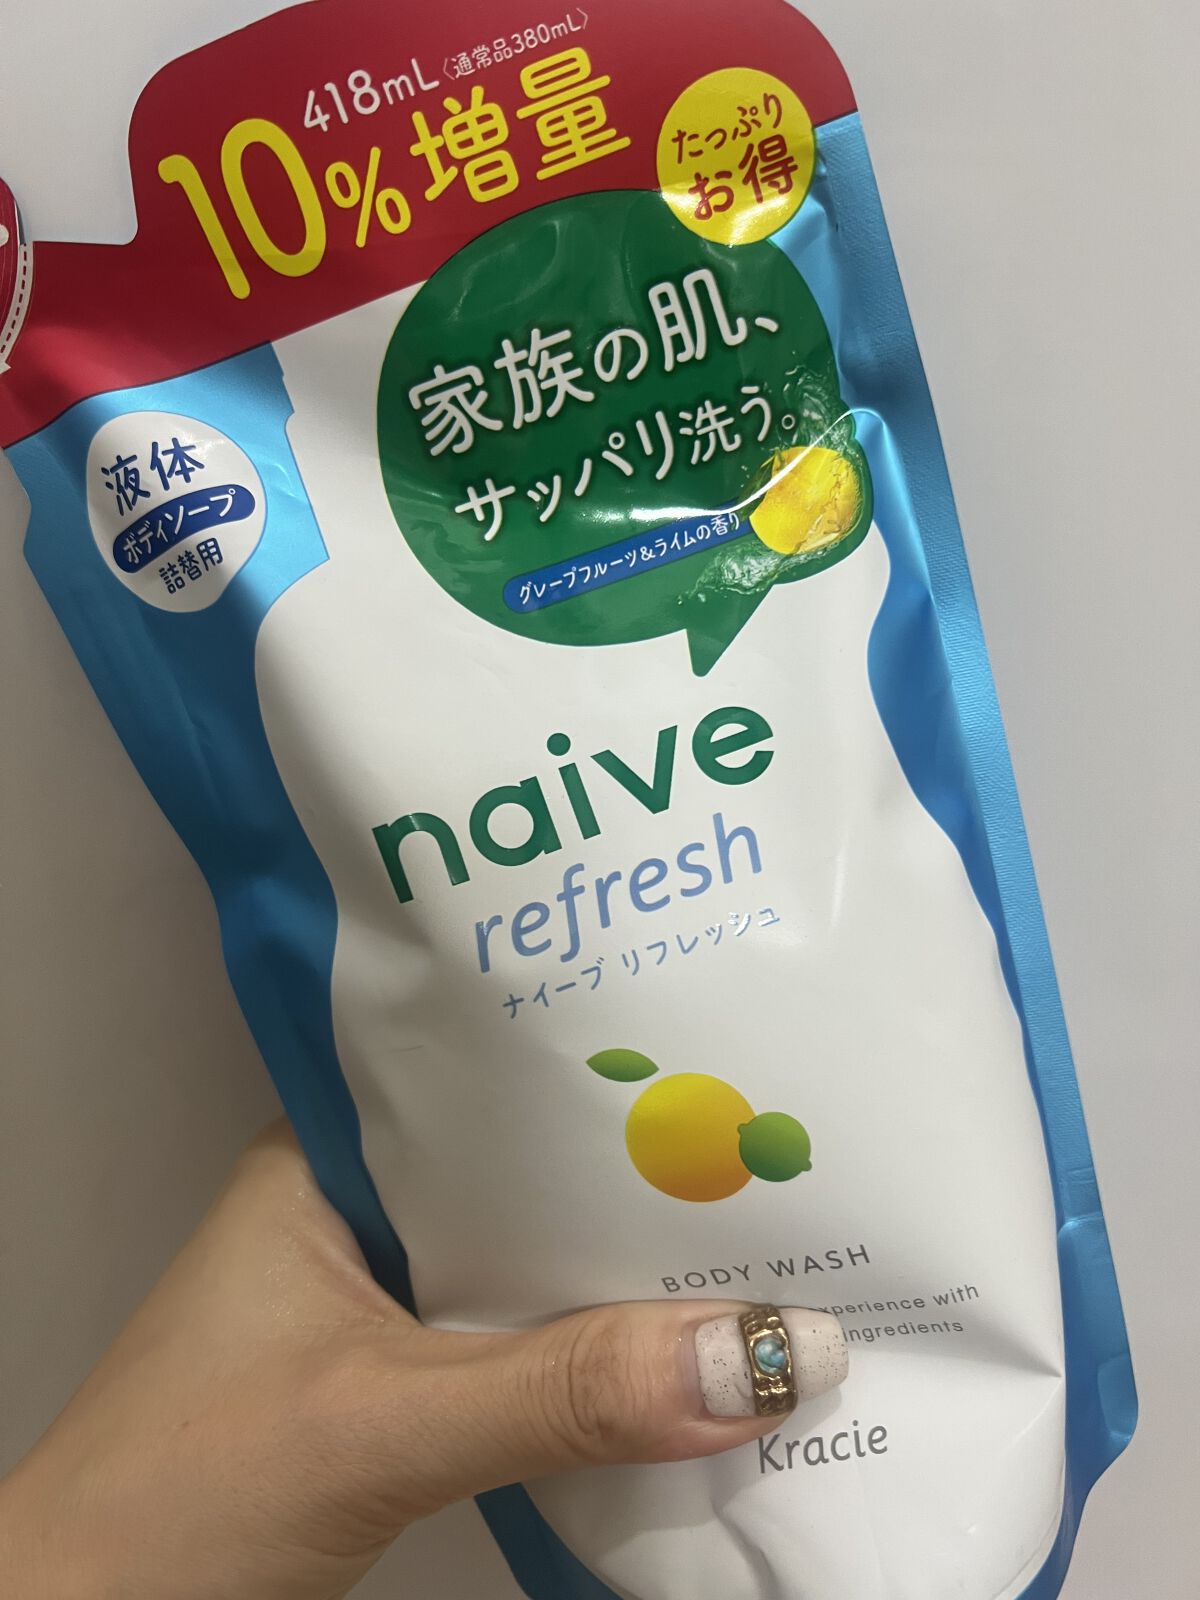 418mL〈通常品380mL〉
10%増量
たっぷり
お得
家族の肌、
サッパリ洗う。
グレープフルーツ&ライムの香り
液体
ボディソープ
詰替用
naive
refresh
ナイーブ リフレッシュ
BODY WASH
with
ingredients
Kracie